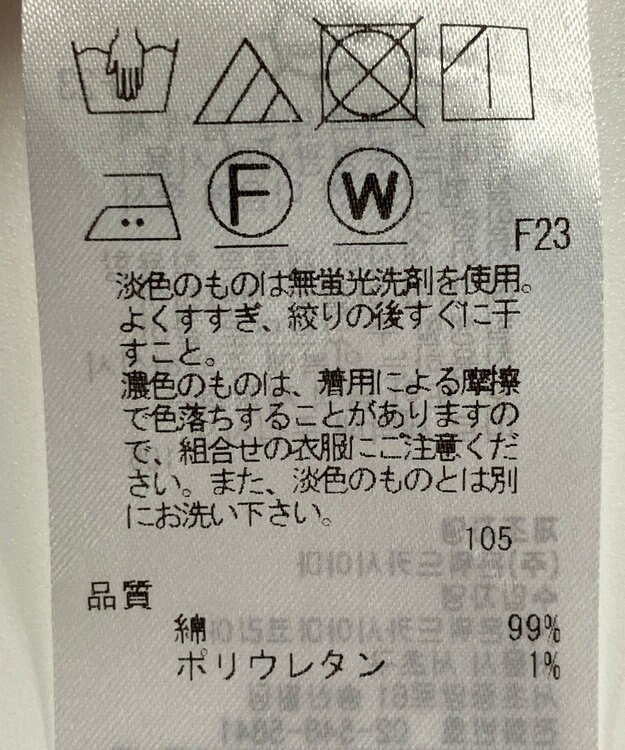 F W
F23
淡色のものは無蛍光洗剤を使用。
よくすすぎ、絞りの後すぐに干
すこと。
濃色のものは、着用による摩擦
で色落ちすることがありますの
で、組合せの衣服にご注意くだ
さい。また、淡色のものとは別
にお洗い下さい。
105
品質
綿 99%
ポリウレタン 1%